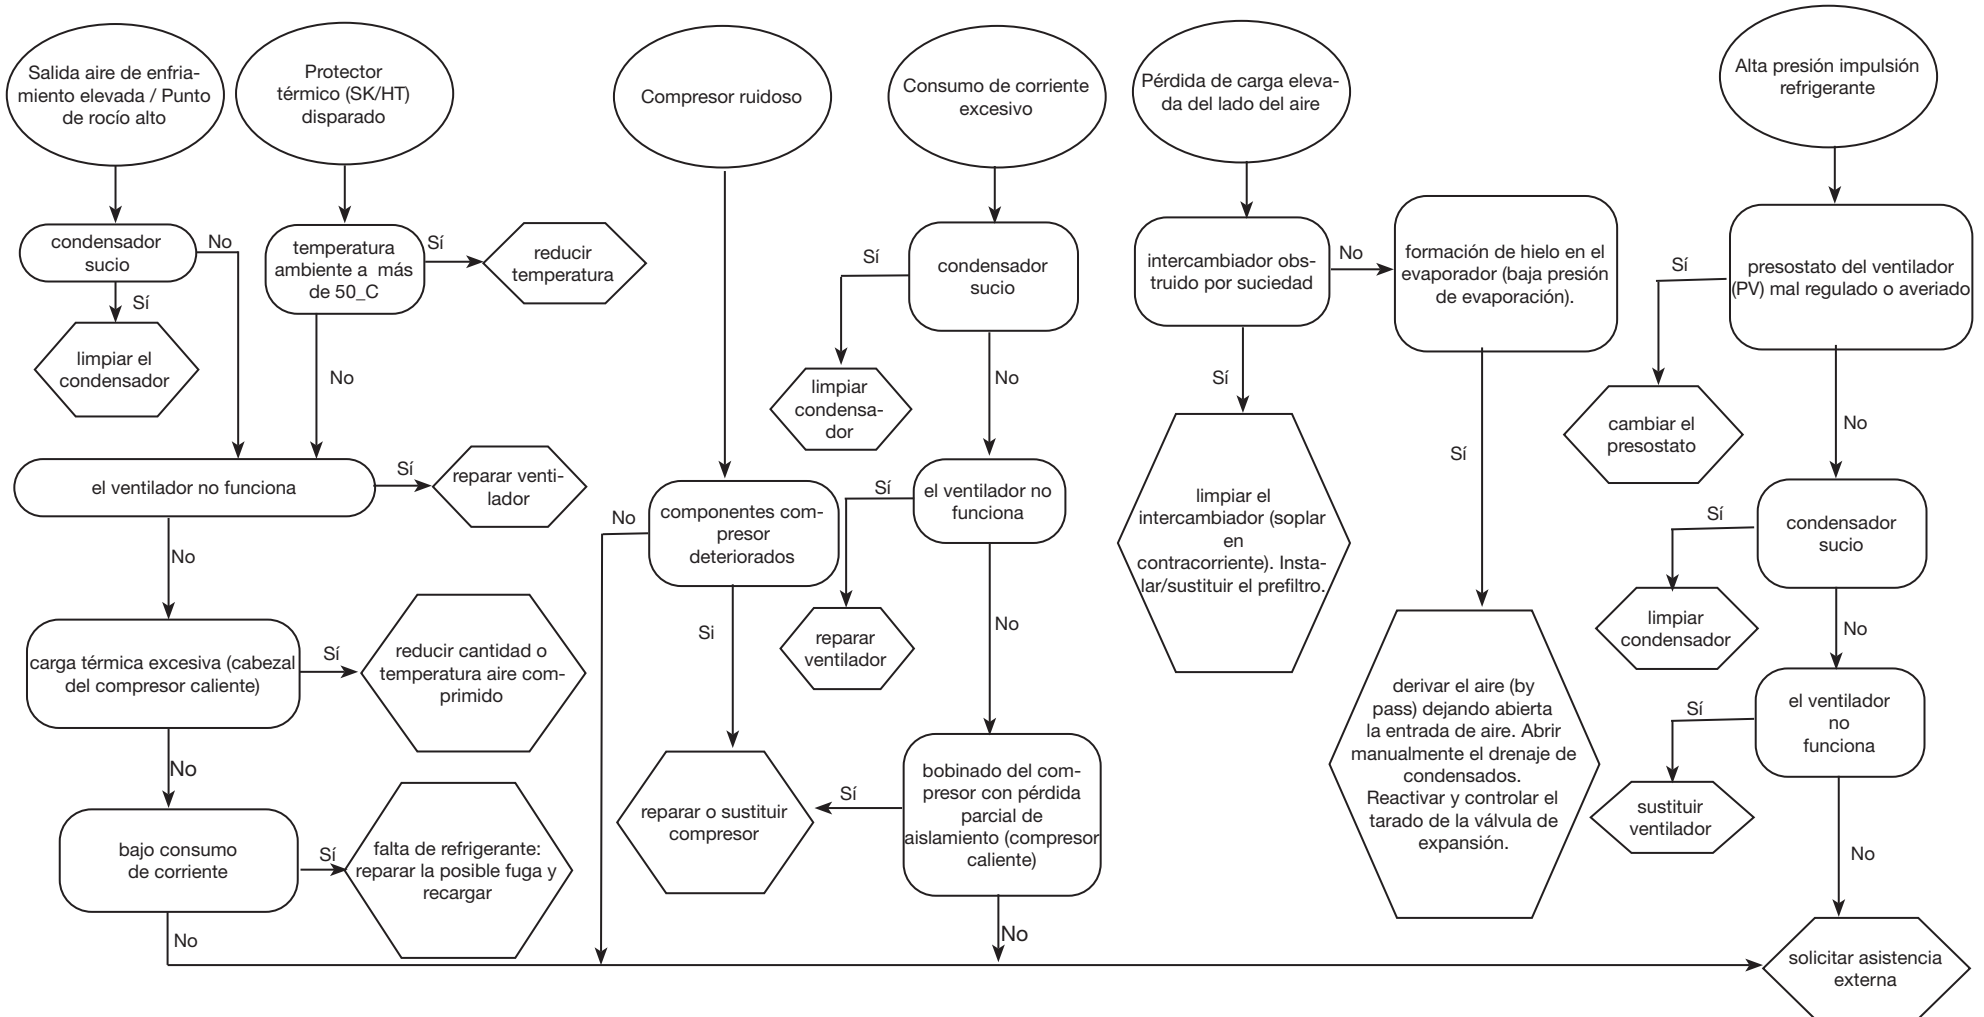 Salida aire de enfria-
miento elevada / Punto
de rocío alto
condensador
sucio
No
Sí
limpiar el
condensador
Protector
térmico (SK/HT)
disparado
temperatura
ambiente a  más
de 50_C
Sí
reducir
temperatura
No
el ventilador no funciona
Sí
reparar venti-
lador
No
carga térmica excesiva (cabezal
del compresor caliente)
Sí
reducir cantidad o
temperatura aire com-
primido
No
bajo consumo
de corriente
Sí
falta de refrigerante:
reparar la posible fuga y
recargar
No
Compresor ruidoso
componentes com-
presor
deteriorados
No
Si
reparar o sustituir
compresor
Consumo de corriente
excesivo
condensador
sucio
Sí
limpiar
condensa-
dor
No
el ventilador no
funciona
Sí
reparar
ventilador
No
bobinado del com-
presor con pérdida
parcial de
aislamiento (compresor
caliente)
Sí
No
Pérdida de carga eleva-
da del lado del aire
intercambiador obs-
truido por suciedad
No
Sí
limpiar el
intercambiador (soplar
en
contracorriente). Insta-
lar/sustituir el prefiltro.
formación de hielo en el
evaporador (baja presión
de evaporación).
Sí
derivar el aire (by
pass) dejando abierta
la entrada de aire. Abrir
manualmente el drenaje de
condensados.
Reactivar y controlar el
tarado de la válvula de
expansión.
Alta presión impulsión
refrigerante
presostato del ventilador
(PV) mal regulado o averiado
Sí
cambiar el
presostato
No
condensador
sucio
Sí
limpiar
condensador
No
el ventilador
no
funciona
Sí
sustituir
ventilador
No
solicitar asistencia
externa